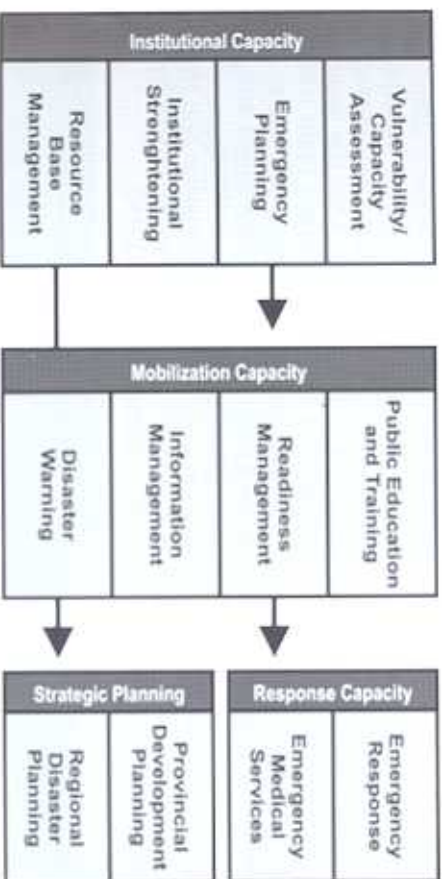 Institutional Capacity
Vulnerability/
Capacity
Assessment
Emergency
Planning
Institutional
Strenghtening
Resource
Base
Management
Mobilization Capacity
Public Education
and Training
Readiness
Management
Information
Management
Disaster
Warning
Response Capacity
Emergency
Response
Emergency
Medical
Services
Strategic Planning
Provincial
Development
Planning
Regional
Disaster
Planning